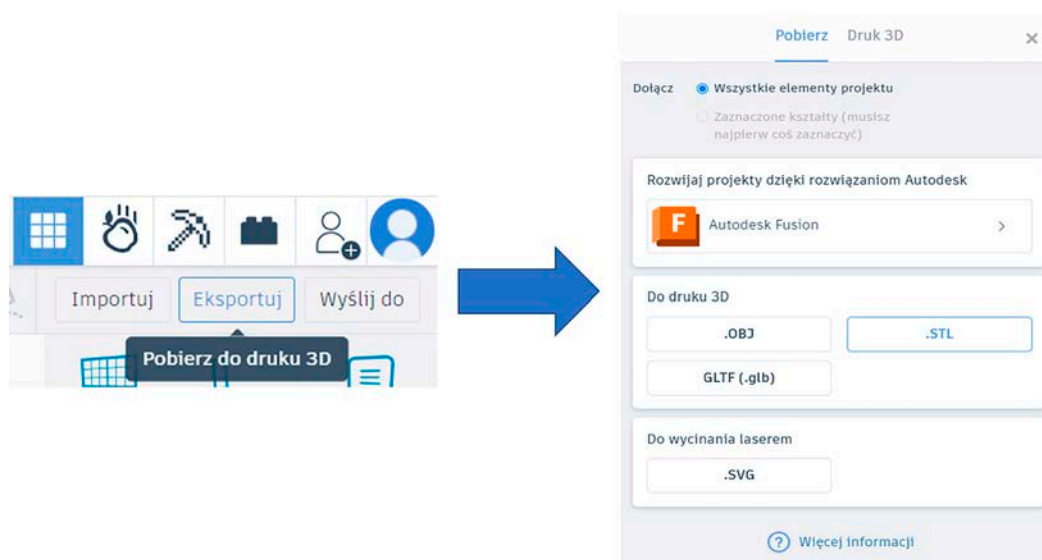 Importuj Eksportuj Wyślij do
Pobierz do druku 3D
Pobierz Druk 3D
Dołącz Wszystkie elementy projektu
Zaznaczone kształty (musisz
najpierw coś zaznaczyć)
Rozwijaj projekty dzięki rozwiązaniom Autodesk
F Autodesk Fusion
Do druku 3D
.OBJ .STL
GLTF (.glb)
Do wycinania laserem
.SVG
? Więcej informacji